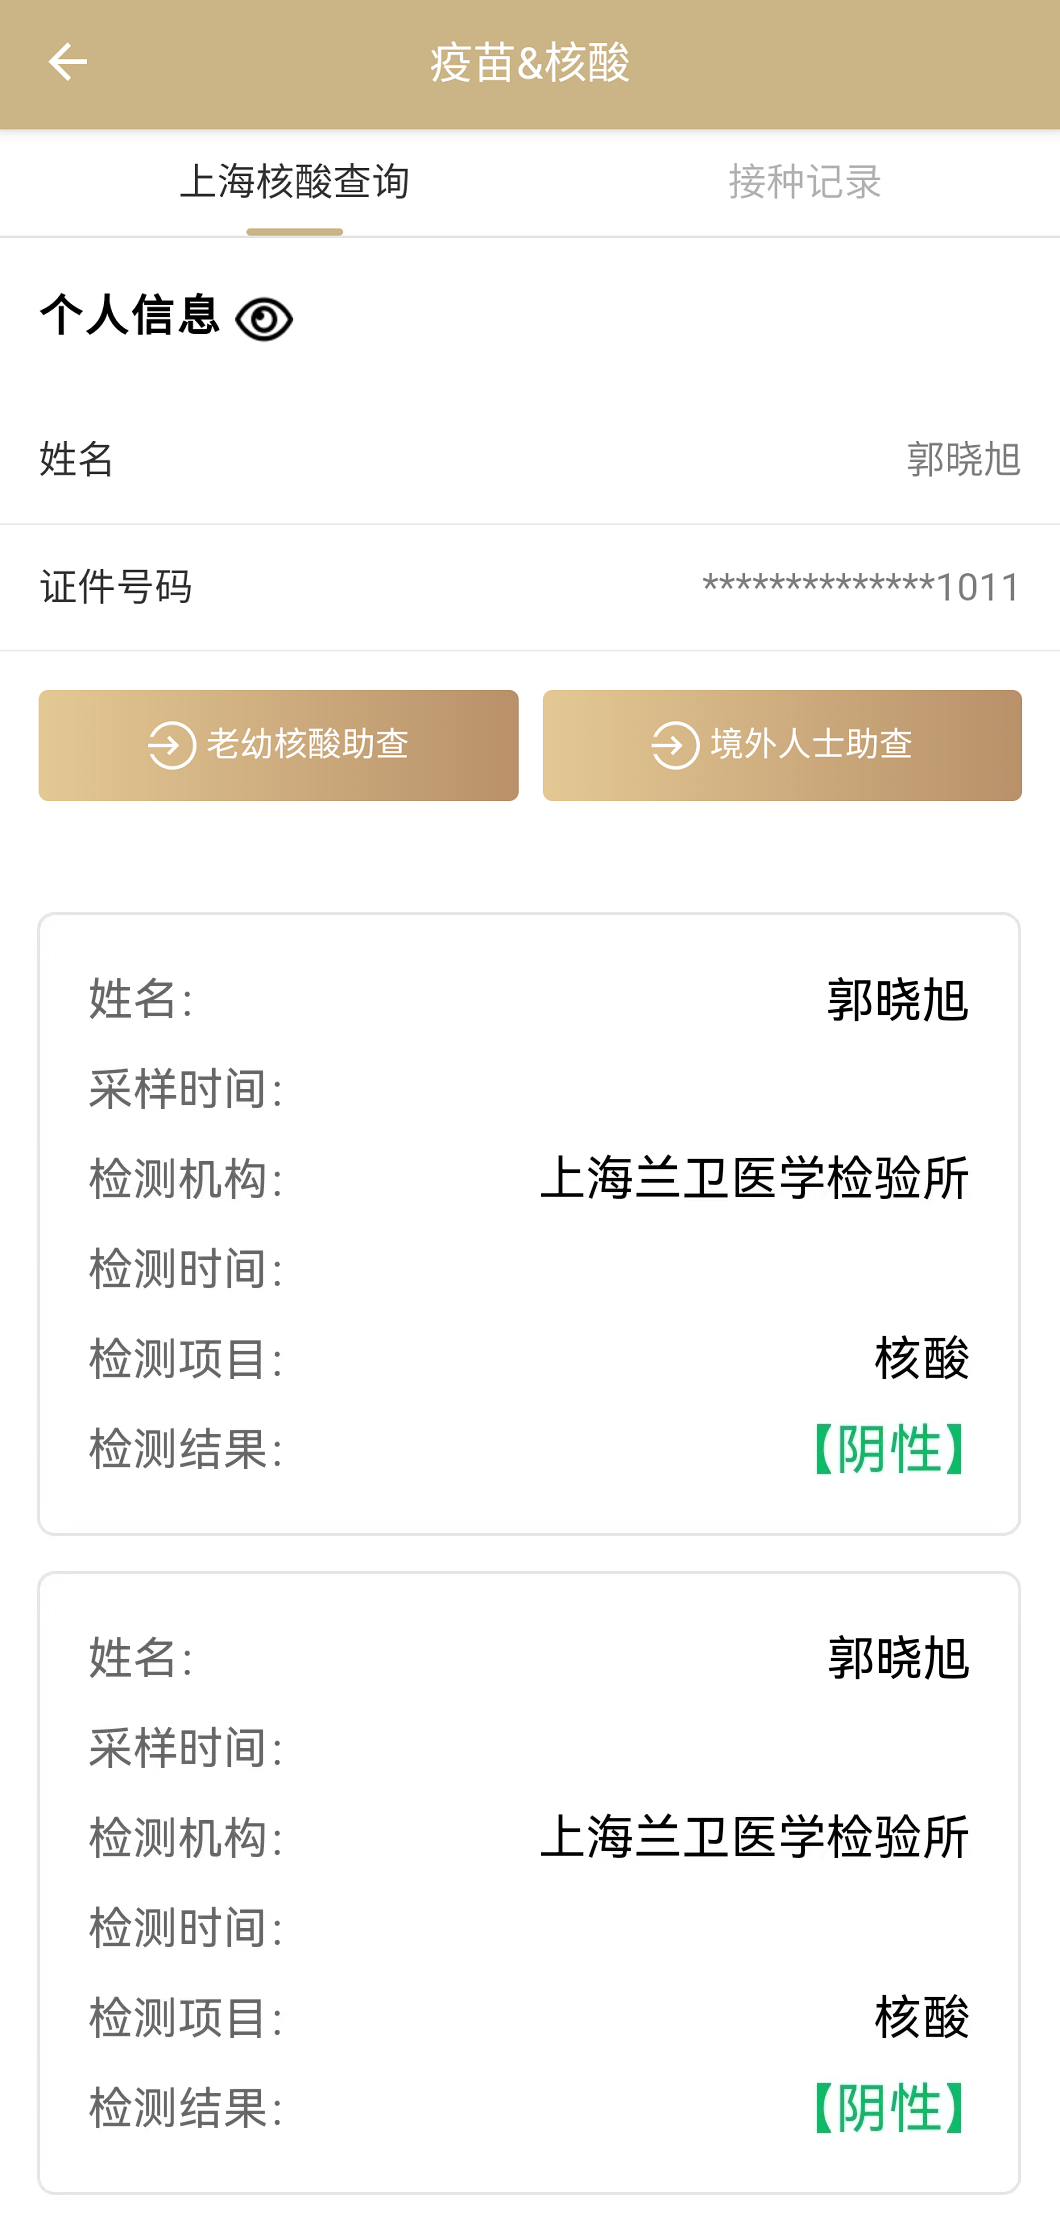 疫苗&核酸
上海核酸查询 接种记录
个人信息
姓名 郭晓旭
证件号码 **************1011
老幼核酸助查 境外人士助查
姓名: 郭晓旭
采样时间:
检测机构: 上海兰卫医学检验所
检测时间:
检测项目: 核酸
检测结果: 【阴性】
姓名: 郭晓旭
采样时间:
检测机构: 上海兰卫医学检验所
检测时间:
检测项目: 核酸
检测结果: 【阴性】